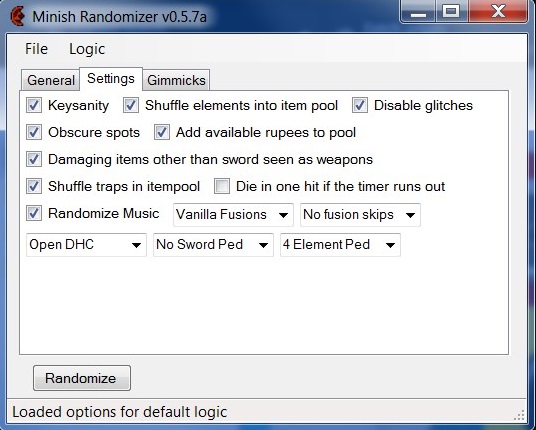 Minish Randomizer v0.5.7a
File Logic
General Settings Gimmicks
Keysanity Shuffle elements into item pool Disable glitches
Obscure spots Add available rupees to pool
Damaging items other than sword seen as weapons
Shuffle traps in itempool Die in one hit if the timer runs out
Randomize Music Vanilla Fusions No fusion skips
Open DHC No Sword Ped 4 Element Ped
Randomize
Loaded options for default logic